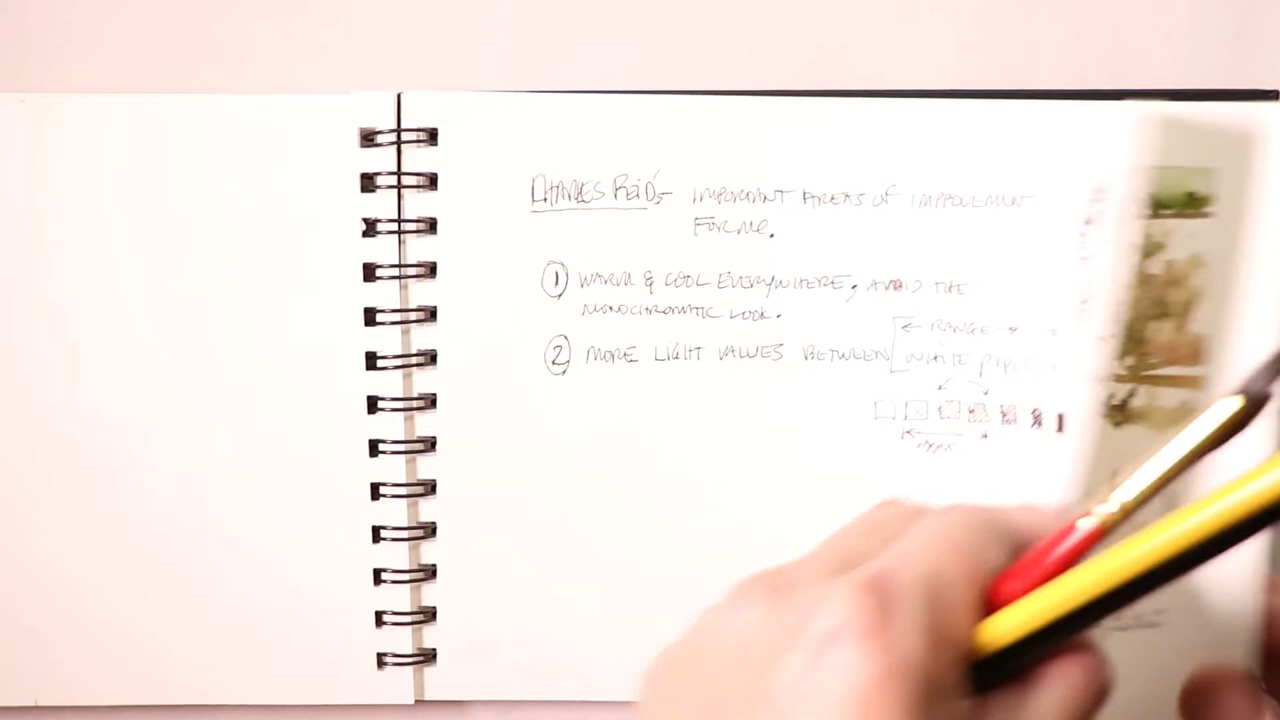 CHARLES REID'S - IMPORTANT AREAS OF IMPROVEMENT
FOR ME.
① WARM & COOL EVERYWHERE, AVOID THE
MONOCHROMATIC LOOK.
← RANGE →
② MORE LIGHT VALUES BETWEEN [WHITE